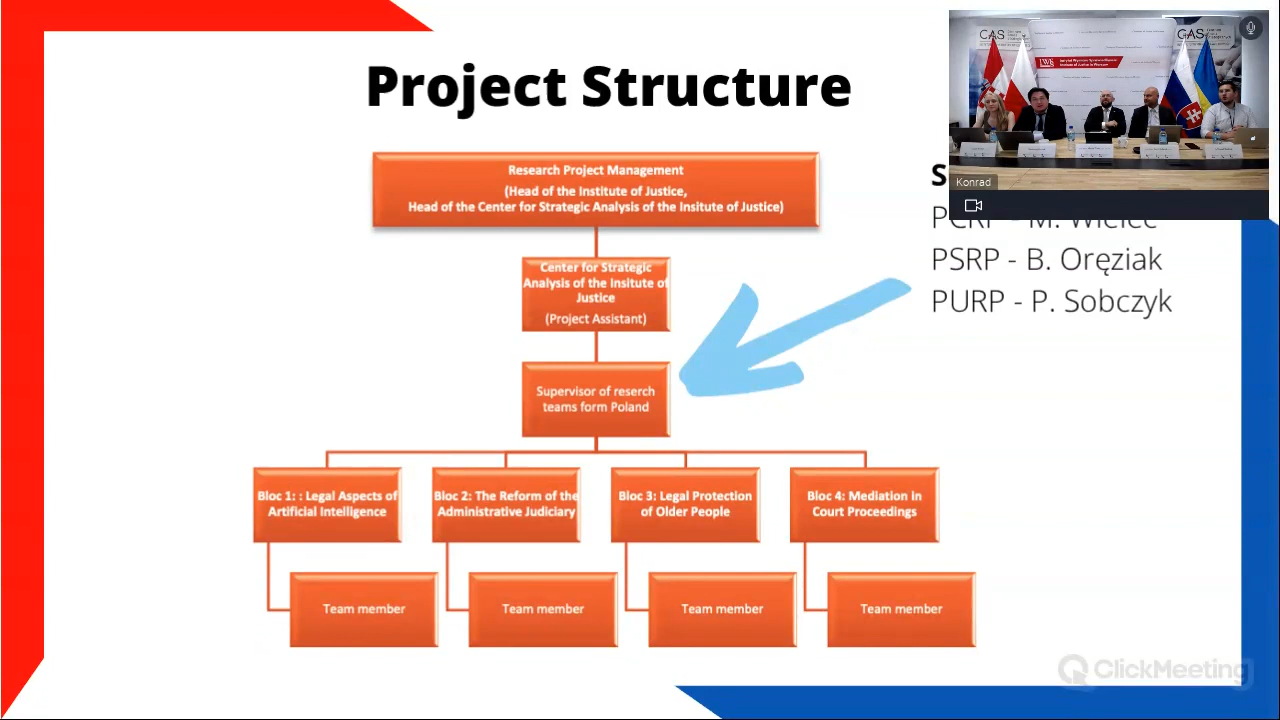 Project Structure
Research Project Management
(Head of the Institute of Justice,
Head of the Center for Strategic Analysis of the Insitute of Justice)
Center for Strategic
Analysis of the Insitute of
Justice
(Project Assistant)
Supervisor of reserch
teams form Poland
Bloc 1: : Legal Aspects of
Artificial Intelligence
Bloc 2: The Reform of the
Administrative Judiciary
Bloc 3: Legal Protection
of Older People
Bloc 4: Mediation in
Court Proceedings
Team member
Team member
Team member
Team member
CAS
IWS
CAS
Konrad
PSRP - B. Oręziak
PURP - P. Sobczyk
ClickMeeting